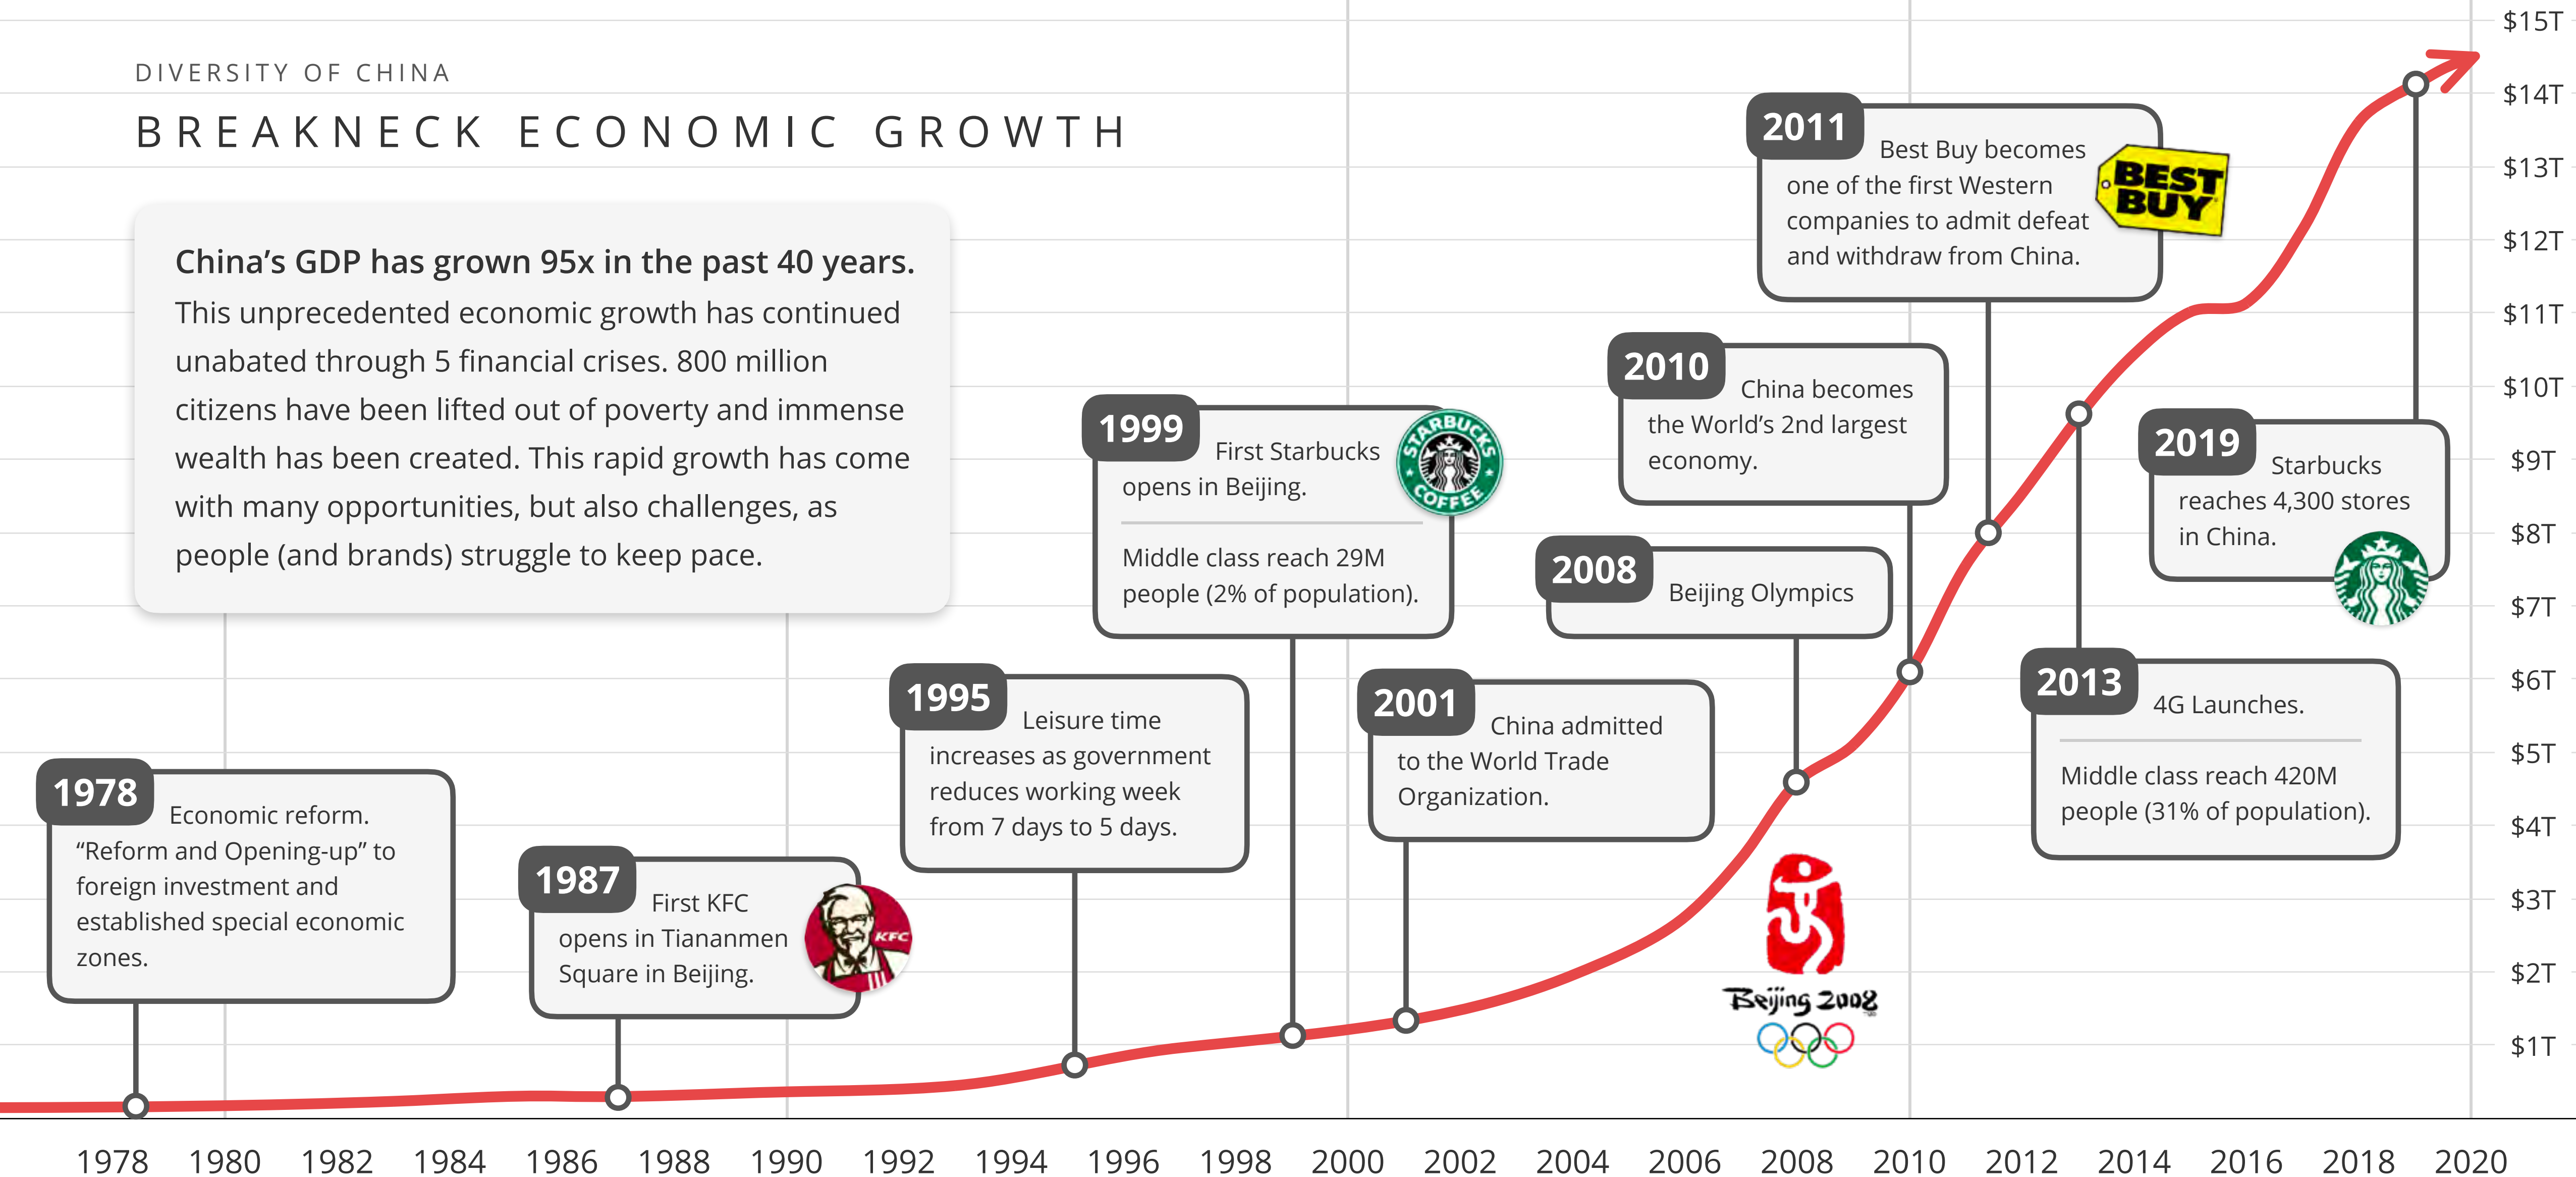 DIVERSITY OF CHINA
BREAKNECK ECONOMIC GROWTH
China’s GDP has grown 95x in the past 40 years.
This unprecedented economic growth has continued
unabated through 5 financial crises. 800 million
citizens have been lifted out of poverty and immense
wealth has been created. This rapid growth has come
with many opportunities, but also challenges, as
people (and brands) struggle to keep pace.
1978
Economic reform.
“Reform and Opening-up” to
foreign investment and
established special economic
zones.
1987
First KFC
opens in Tiananmen
Square in Beijing.
KFC
1995
Leisure time
increases as government
reduces working week
from 7 days to 5 days.
1999
First Starbucks
opens in Beijing.
STARBUCKS
COFFEE
Middle class reach 29M
people (2% of population).
2001
China admitted
to the World Trade
Organization.
2008
Beijing Olympics
Beijing 2008
2010
China becomes
the World’s 2nd largest
economy.
2011
Best Buy becomes
one of the first Western
companies to admit defeat
and withdraw from China.
BEST
BUY
2013
4G Launches.
Middle class reach 420M
people (31% of population).
2019
Starbucks
reaches 4,300 stores
in China.
$15T
$14T
$13T
$12T
$11T
$10T
$9T
$8T
$7T
$6T
$5T
$4T
$3T
$2T
$1T
1978 1980 1982 1984 1986 1988 1990 1992 1994 1996 1998 2000 2002 2004 2006 2008 2010 2012 2014 2016 2018 2020